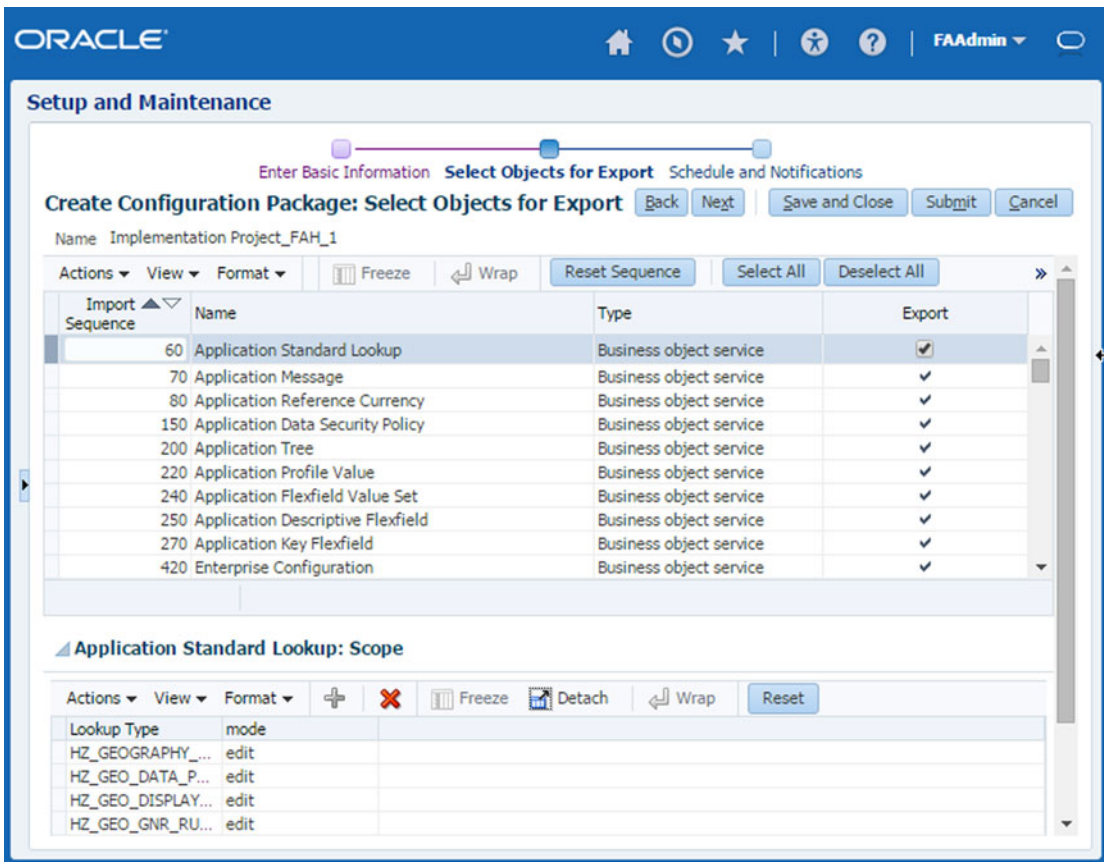 ORACLE
FAAdmin
Setup and Maintenance
Enter Basic Information Select Objects for Export Schedule and Notifications
Create Configuration Package: Select Objects for Export Back Next Save and Close Submit Cancel
Name Implementation Project_FAH_1
Actions View Format Freeze Wrap Reset Sequence Select All Deselect All »
Import Sequence Name Type Export
60 Application Standard Lookup Business object service
70 Application Message Business object service
80 Application Reference Currency Business object service
150 Application Data Security Policy Business object service
200 Application Tree Business object service
220 Application Profile Value Business object service
240 Application Flexfield Value Set Business object service
250 Application Descriptive Flexfield Business object service
270 Application Key Flexfield Business object service
420 Enterprise Configuration Business object service
Application Standard Lookup: Scope
Actions View Format Freeze Detach Wrap Reset
Lookup Type mode
HZ_GEOGRAPHY_... edit
HZ_GEO_DATA_P... edit
HZ_GEO_DISPLAY... edit
HZ_GEO_GNR_RU... edit